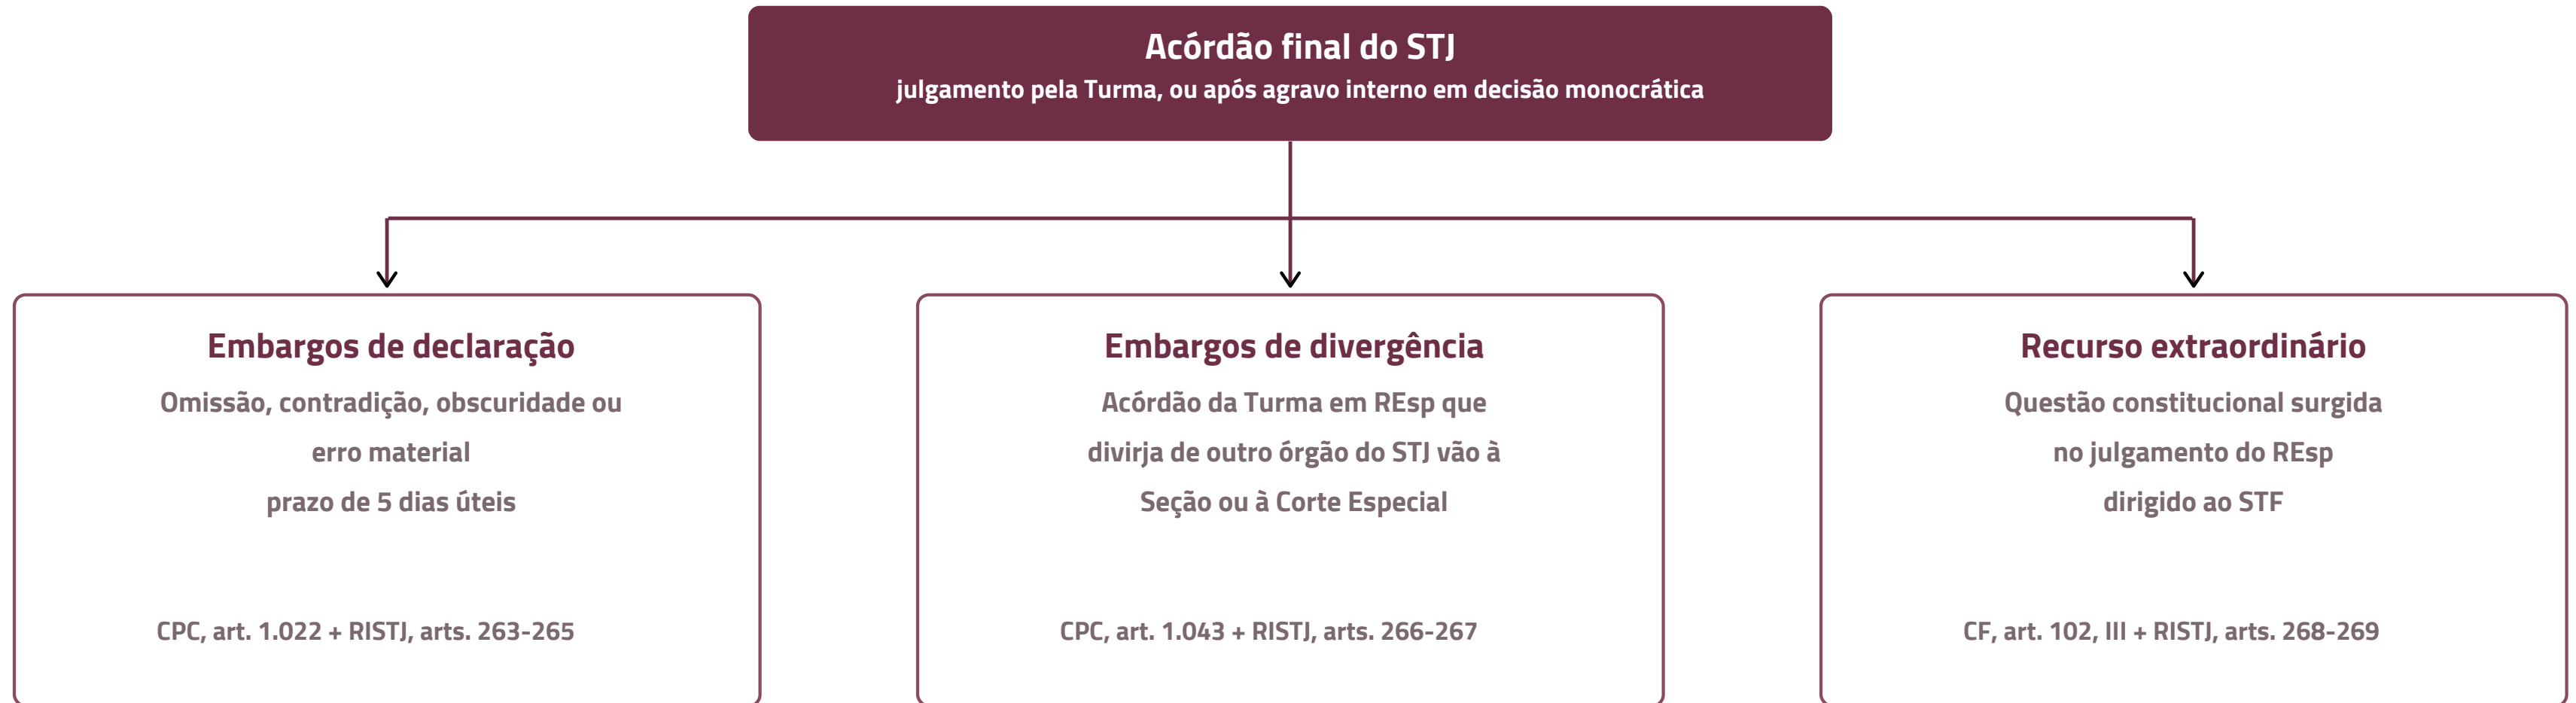 Acórdão final do STJ
julgamento pela Turma, ou após agravo interno em decisão monocrática
Embargos de declaração
Omissão, contradição, obscuridade ou
erro material
prazo de 5 dias úteis
CPC, art. 1.022 + RISTJ, arts. 263-265
Embargos de divergência
Acórdão da Turma em REsp que
divirja de outro órgão do STJ vão à
Seção ou à Corte Especial
CPC, art. 1.043 + RISTJ, arts. 266-267
Recurso extraordinário
Questão constitucional surgida
no julgamento do REsp
dirigido ao STF
CF, art. 102, III + RISTJ, arts. 268-269